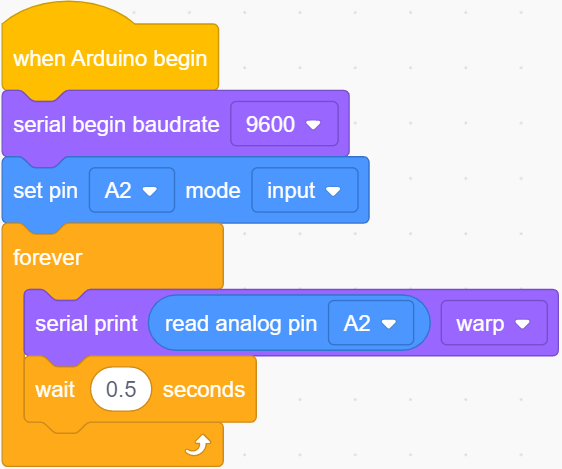 when Arduino begin
serial begin baudrate 9600
set pin A2 mode input
forever
serial print read analog pin A2 warp
wait 0.5 seconds